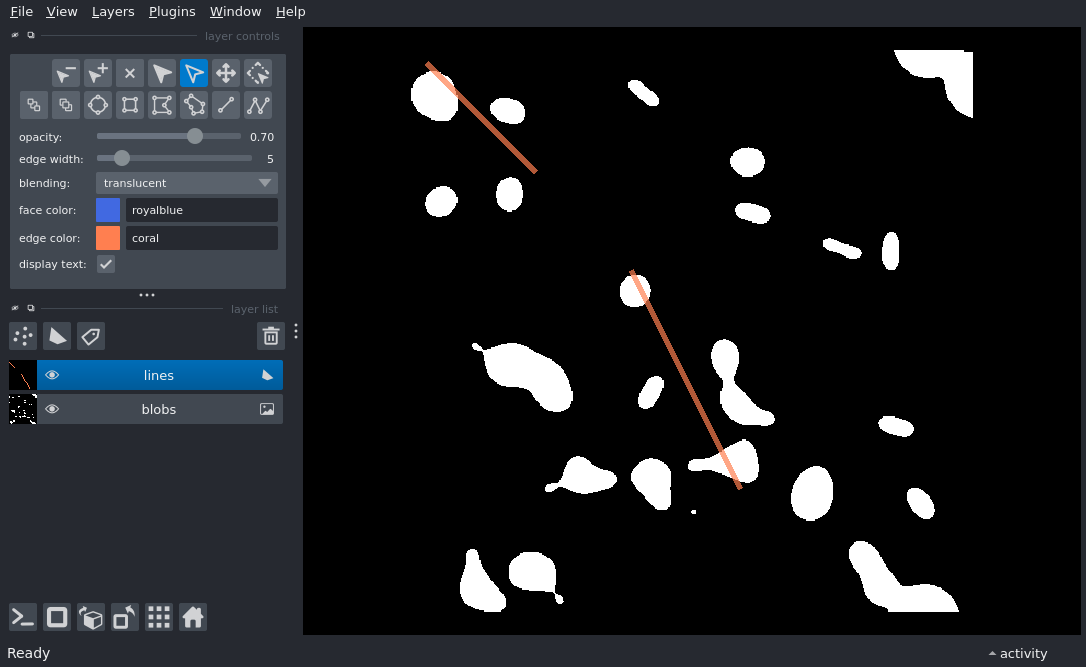 File View Layers Plugins Window Help
layer controls
opacity: 0.70
edge width: 5
blending: translucent
face color: royalblue
edge color: coral
display text:
layer list
lines
blobs
Ready
activity